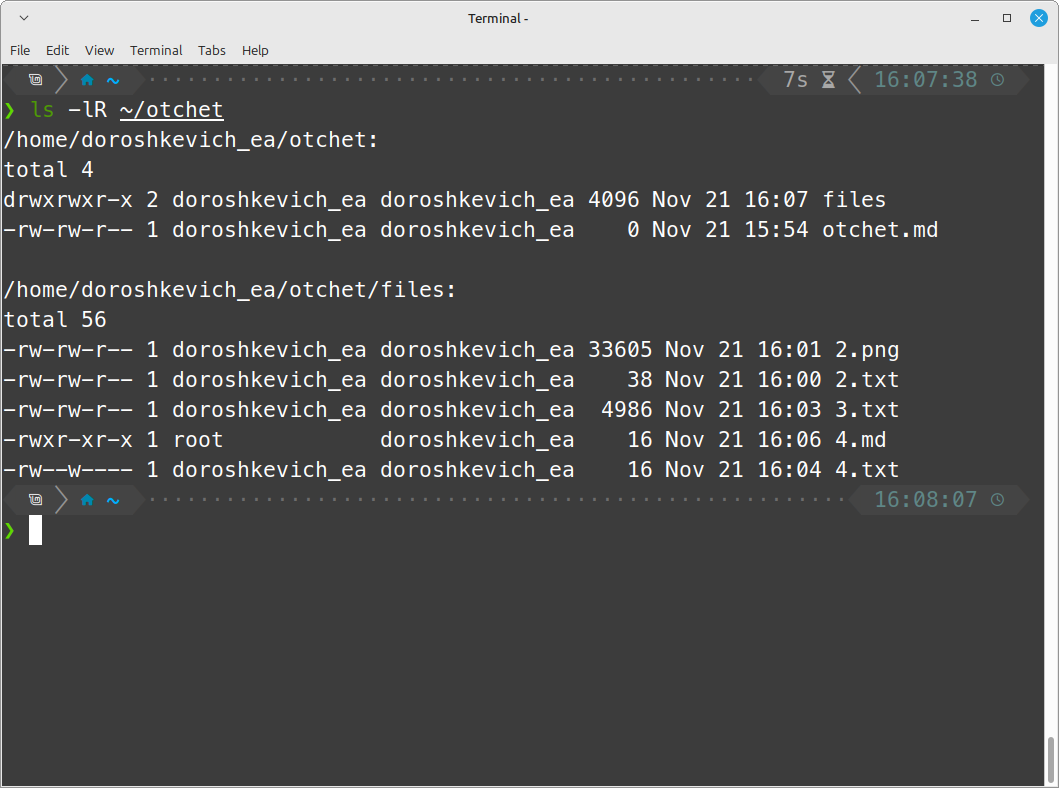 Terminal -
File Edit View Terminal Tabs Help
~ 7s 16:07:38
❯ ls -lR ~/otchet
/home/doroshkevich_ea/otchet:
total 4
drwxrwxr-x 2 doroshkevich_ea doroshkevich_ea 4096 Nov 21 16:07 files
-rw-rw-r-- 1 doroshkevich_ea doroshkevich_ea    0 Nov 21 15:54 otchet.md
/home/doroshkevich_ea/otchet/files:
total 56
-rw-rw-r-- 1 doroshkevich_ea doroshkevich_ea 33605 Nov 21 16:01 2.png
-rw-rw-r-- 1 doroshkevich_ea doroshkevich_ea    38 Nov 21 16:00 2.txt
-rw-rw-r-- 1 doroshkevich_ea doroshkevich_ea  4986 Nov 21 16:03 3.txt
-rwxr-xr-x 1 root            doroshkevich_ea    16 Nov 21 16:06 4.md
-rw--w---- 1 doroshkevich_ea doroshkevich_ea    16 Nov 21 16:04 4.txt
~ 16:08:07
❯